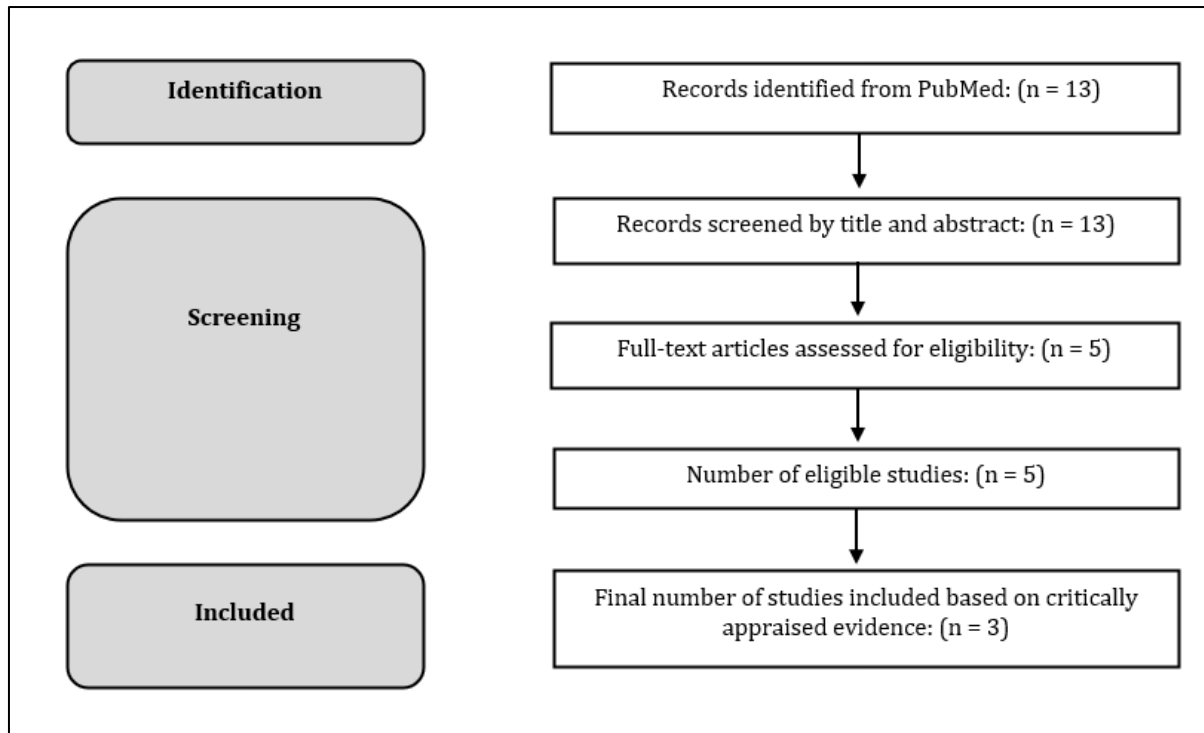 Identification
Records identified from PubMed: (n = 13)
Screening
Records screened by title and abstract: (n = 13)
Full-text articles assessed for eligibility: (n = 5)
Number of eligible studies: (n = 5)
Included
Final number of studies included based on critically
appraised evidence: (n = 3)